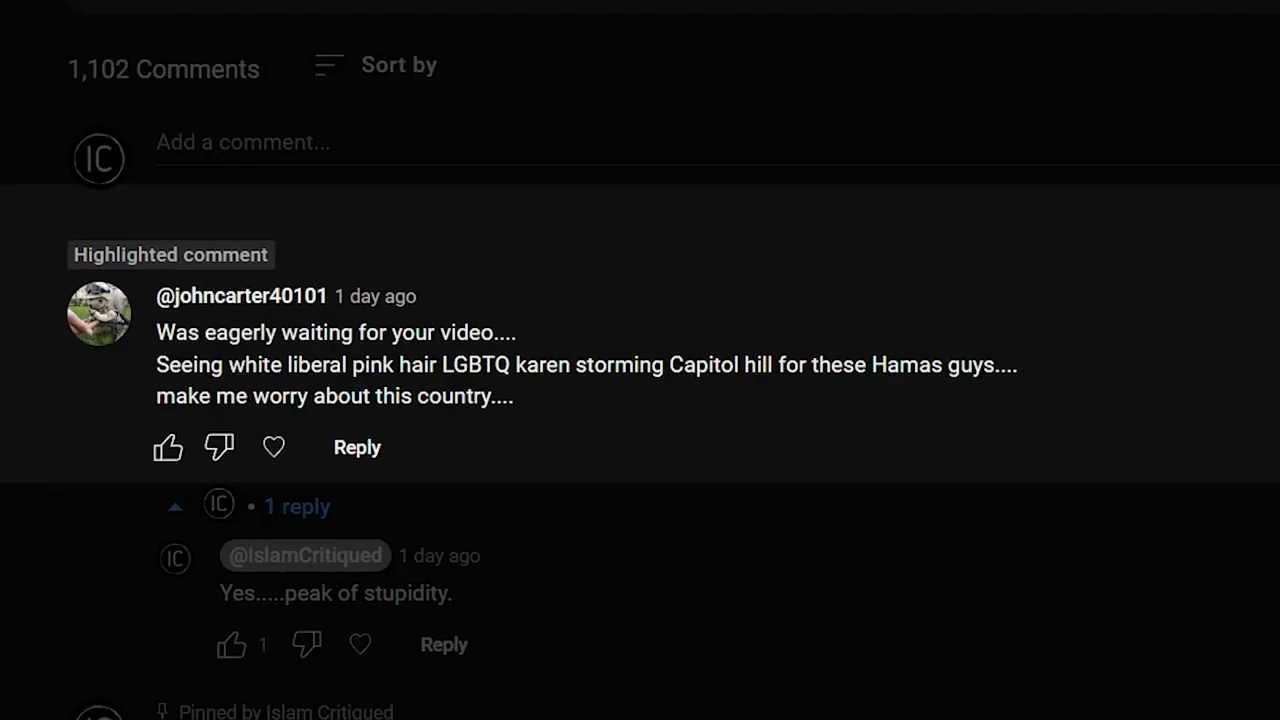 1,102 Comments
Sort by
IC
Add a comment...
Highlighted comment
@johncarter40101 1 day ago
Was eagerly waiting for your video....
Seeing white liberal pink hair LGBTQ karen storming Capitol hill for these Hamas guys....
make me worry about this country....
Reply
IC • 1 reply
IC
@IslamCritiqued 1 day ago
Yes.....peak of stupidity.
1
Reply
Pinned by Islam Critiqued